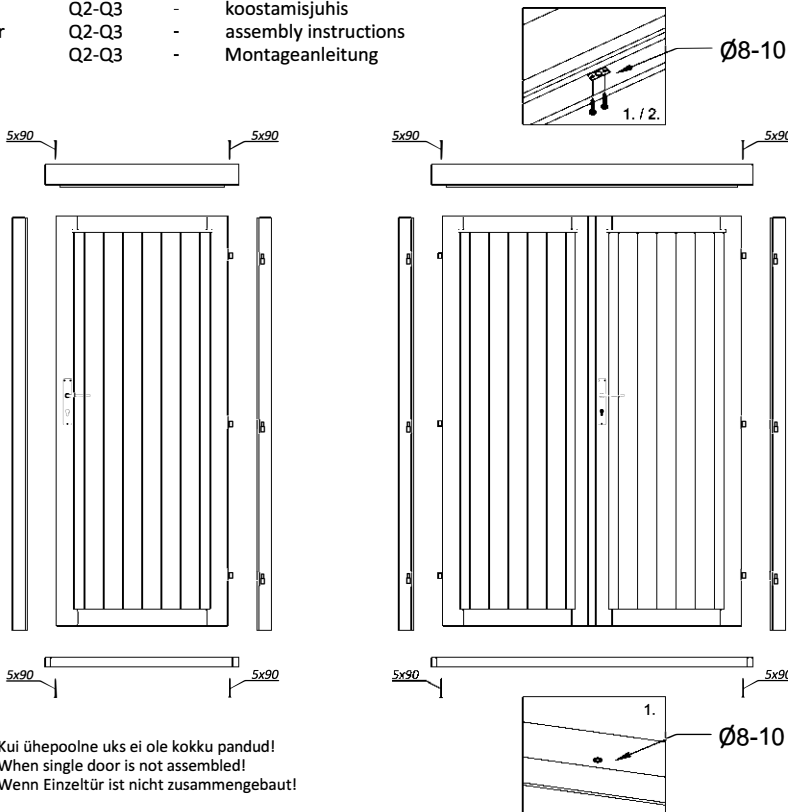 Q2-Q3 - koostamisjuhis
r Q2-Q3 - assembly instructions
Q2-Q3 - Montageanleitung
Ø8-10
1. / 2.
5x90 5x90 5x90 5x90
5x90 5x90 5x90 5x90
1.
Ø8-10
Kui ühepoolne uks ei ole kokku pandud!
When single door is not assembled!
Wenn Einzeltür ist nicht zusammengebaut!